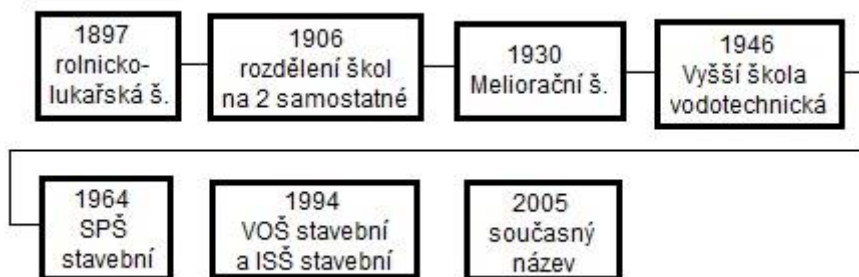 1897
rolnicko-
lukařská š.
1906
rozdělení škol
na 2 samostatné
1930
Meliorační š.
1946
Vyšší škola
vodotechnická
1964
SPŠ
stavební
1994
VOŠ stavební
a ISŠ stavební
2005
současný
název